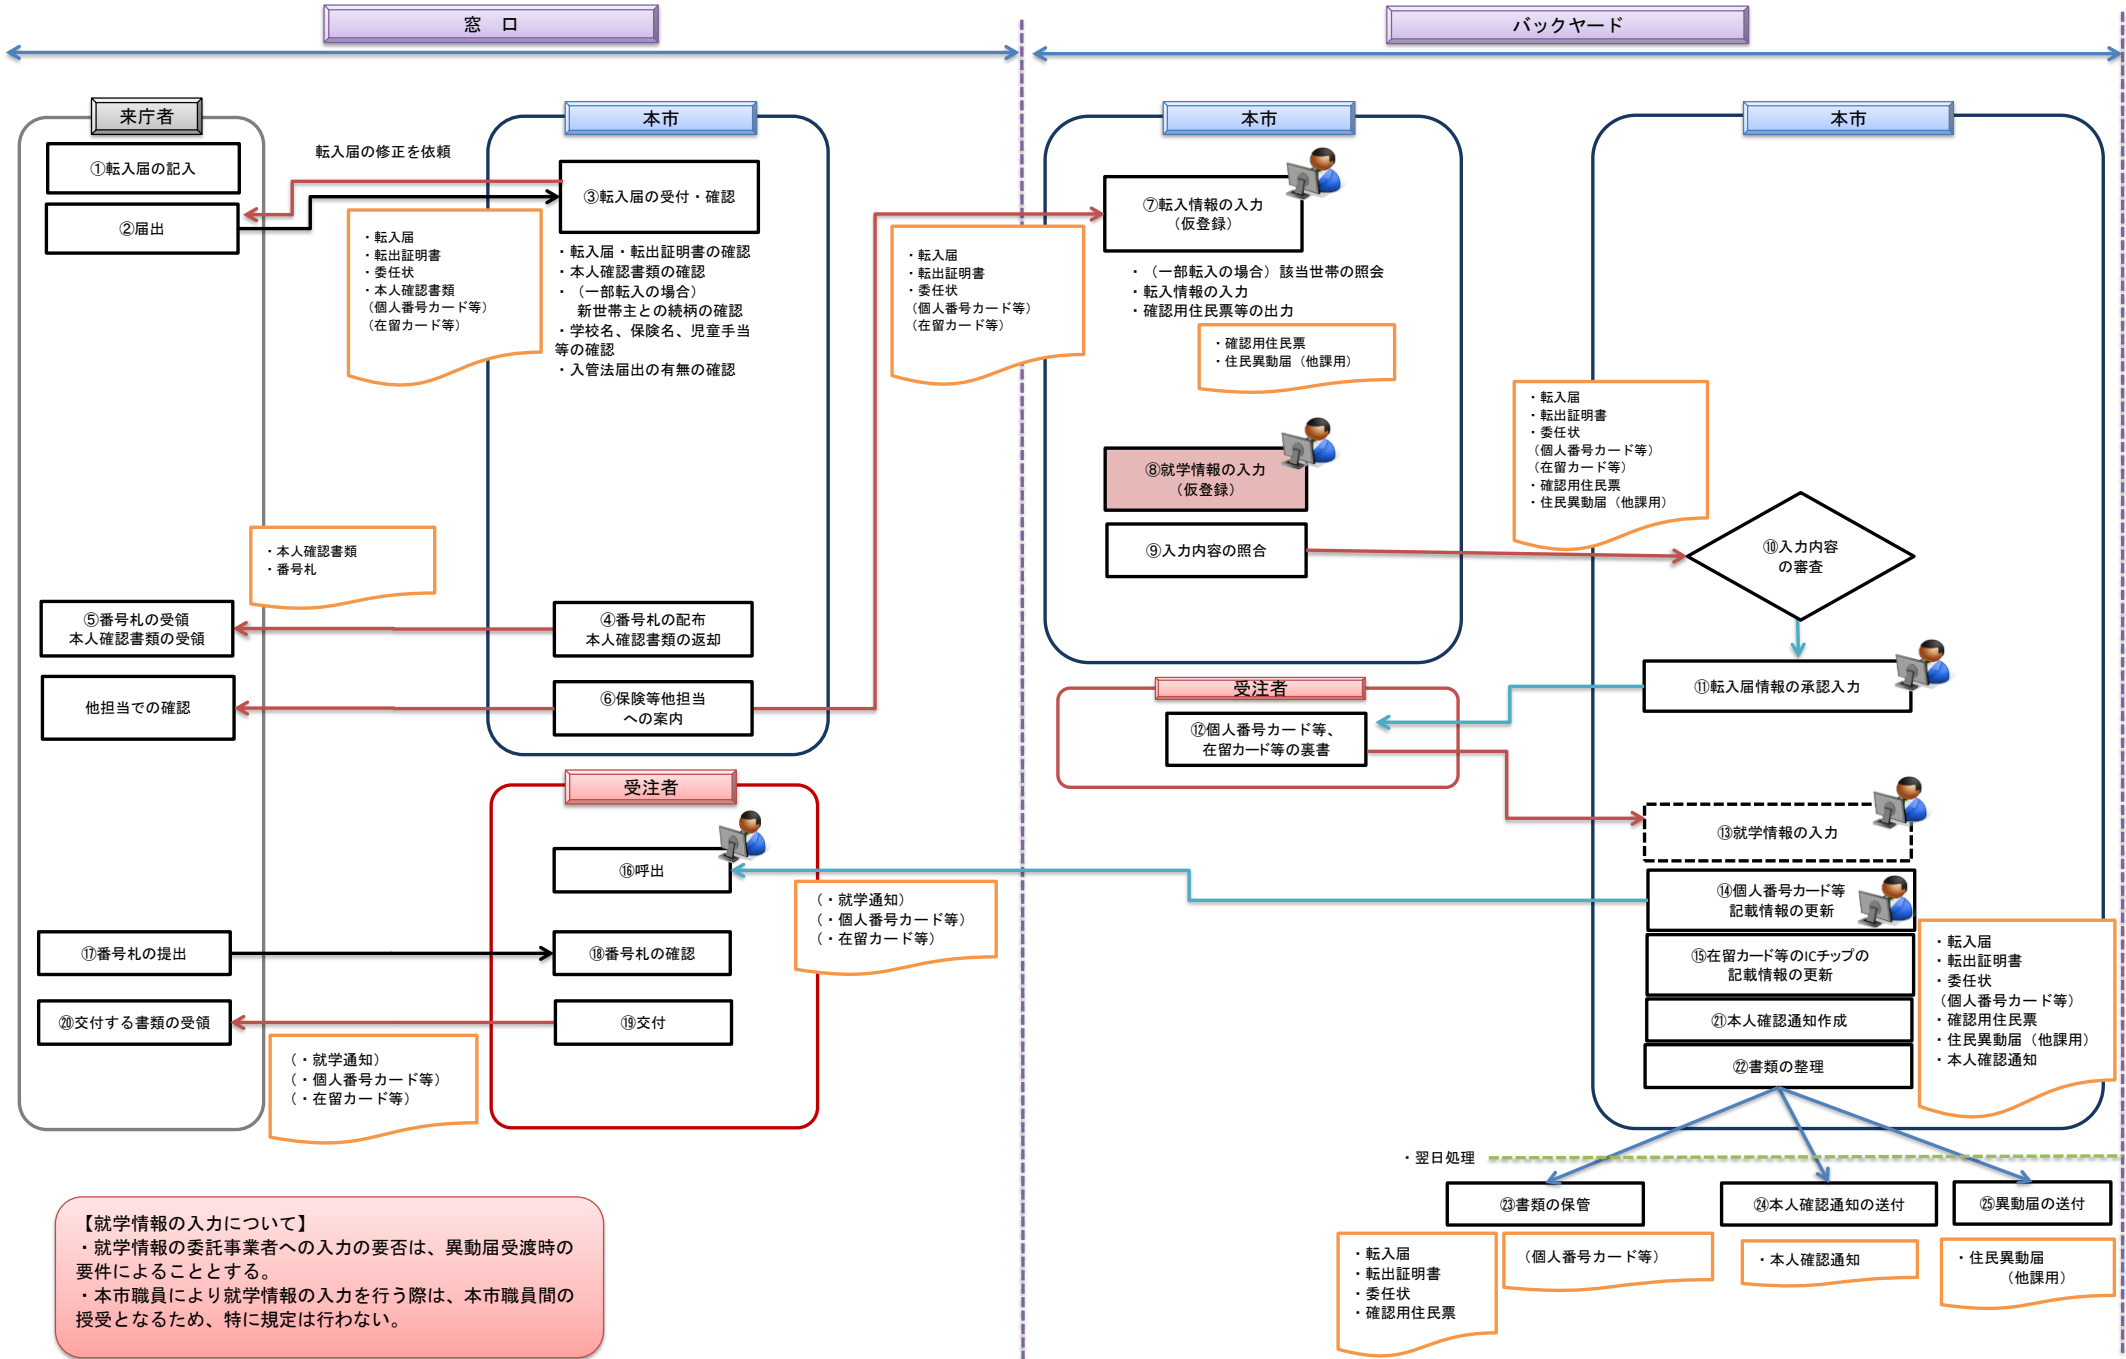 窓　口
バックヤード
来庁者
本市
本市
本市
①転入届の記入
②届出
転入届の修正を依頼
③転入届の受付・確認
・転入届
・転出証明書
・委任状
・本人確認書類
（個人番号カード等）
（在留カード等）
・転入届・転出証明書の確認
・本人確認書類の確認
・（一部転入の場合）
新世帯主との続柄の確認
・学校名、保険名、児童手当
等の確認
・入管法届出の有無の確認
・転入届
・転出証明書
・委任状
（個人番号カード等）
（在留カード等）
⑦転入情報の入力
（仮登録）
・（一部転入の場合）該当世帯の照会
・転入情報の入力
・確認用住民票等の出力
・確認用住民票
・住民異動届（他課用）
⑧就学情報の入力
（仮登録）
⑨入力内容の照合
・転入届
・転出証明書
・委任状
（個人番号カード等）
（在留カード等）
・確認用住民票
・住民異動届（他課用）
⑩入力内容
の審査
・本人確認書類
・番号札
⑤番号札の受領
本人確認書類の受領
④番号札の配布
本人確認書類の返却
他担当での確認
⑥保険等他担当
への案内
⑪転入届情報の承認入力
受注者
⑫個人番号カード等、
在留カード等の裏書
受注者
⑬就学情報の入力
⑯呼出
（・就学通知）
（・個人番号カード等）
（・在留カード等）
⑭個人番号カード等
記載情報の更新
⑰番号札の提出
⑱番号札の確認
⑮在留カード等のICチップの
記載情報の更新
・転入届
・転出証明書
・委任状
（個人番号カード等）
・確認用住民票
・住民異動届（他課用）
・本人確認通知
⑳交付する書類の受領
⑲交付
㉑本人確認通知作成
（・就学通知）
（・個人番号カード等）
（・在留カード等）
㉒書類の整理
・翌日処理
㉓書類の保管
㉔本人確認通知の送付
㉕異動届の送付
・転入届
・転出証明書
・委任状
・確認用住民票
（個人番号カード等）
・本人確認通知
・住民異動届
（他課用）
【就学情報の入力について】
・就学情報の委託事業者への入力の要否は、異動届受渡時の
要件によることとする。
・本市職員により就学情報の入力を行う際は、本市職員間の
授受となるため、特に規定は行わない。